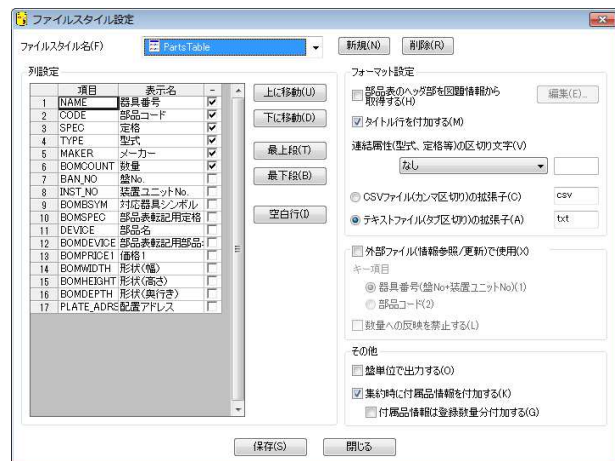 ファイルスタイル設定
ファイルスタイル名(F) PartsTable 新規(N) 削除(R)
列設定
項目 表示名 -
1 NAME 器具番号
2 CODE 部品コード
3 SPEC 定格
4 TYPE 型式
5 MAKER メーカー
6 BOMCOUNT 数量
7 BAN_NO 盤No.
8 INST_NO 装置ユニットNo.
9 BOMBSYM 対応器具シンボル
10 BOMSPEC 部品表転記用定格
11 DEVICE 部品名
12 BOMDEVICE 部品表転記用部品
13 BOMPRICE1 価格1
14 BOMWIDTH 形状(幅)
15 BOMHEIGHT 形状(高さ)
16 BOMDEPTH 形状(奥行き)
17 PLATE_ADRS 配置アドレス
上に移動(U)
下に移動(D)
最上段(T)
最下段(B)
空白行(I)
フォーマット設定
部品表のヘッダ部を図題情報から
取得する(H)
編集(E)...
タイトル行を付加する(M)
連結属性(型式、定格等)の区切り文字(V)
なし
CSVファイル(カンマ区切り)の拡張子(C) csv
テキストファイル(タブ区切り)の拡張子(A) txt
外部ファイル(情報参照/更新)で使用(X)
キー項目
器具番号(盤No+装置ユニットNo)(1)
部品コード(2)
数量への反映を禁止する(L)
その他
盤単位で出力する(O)
集約時に付属品情報を付加する(K)
付属品情報は登録数量分付加する(G)
保存(S) 閉じる